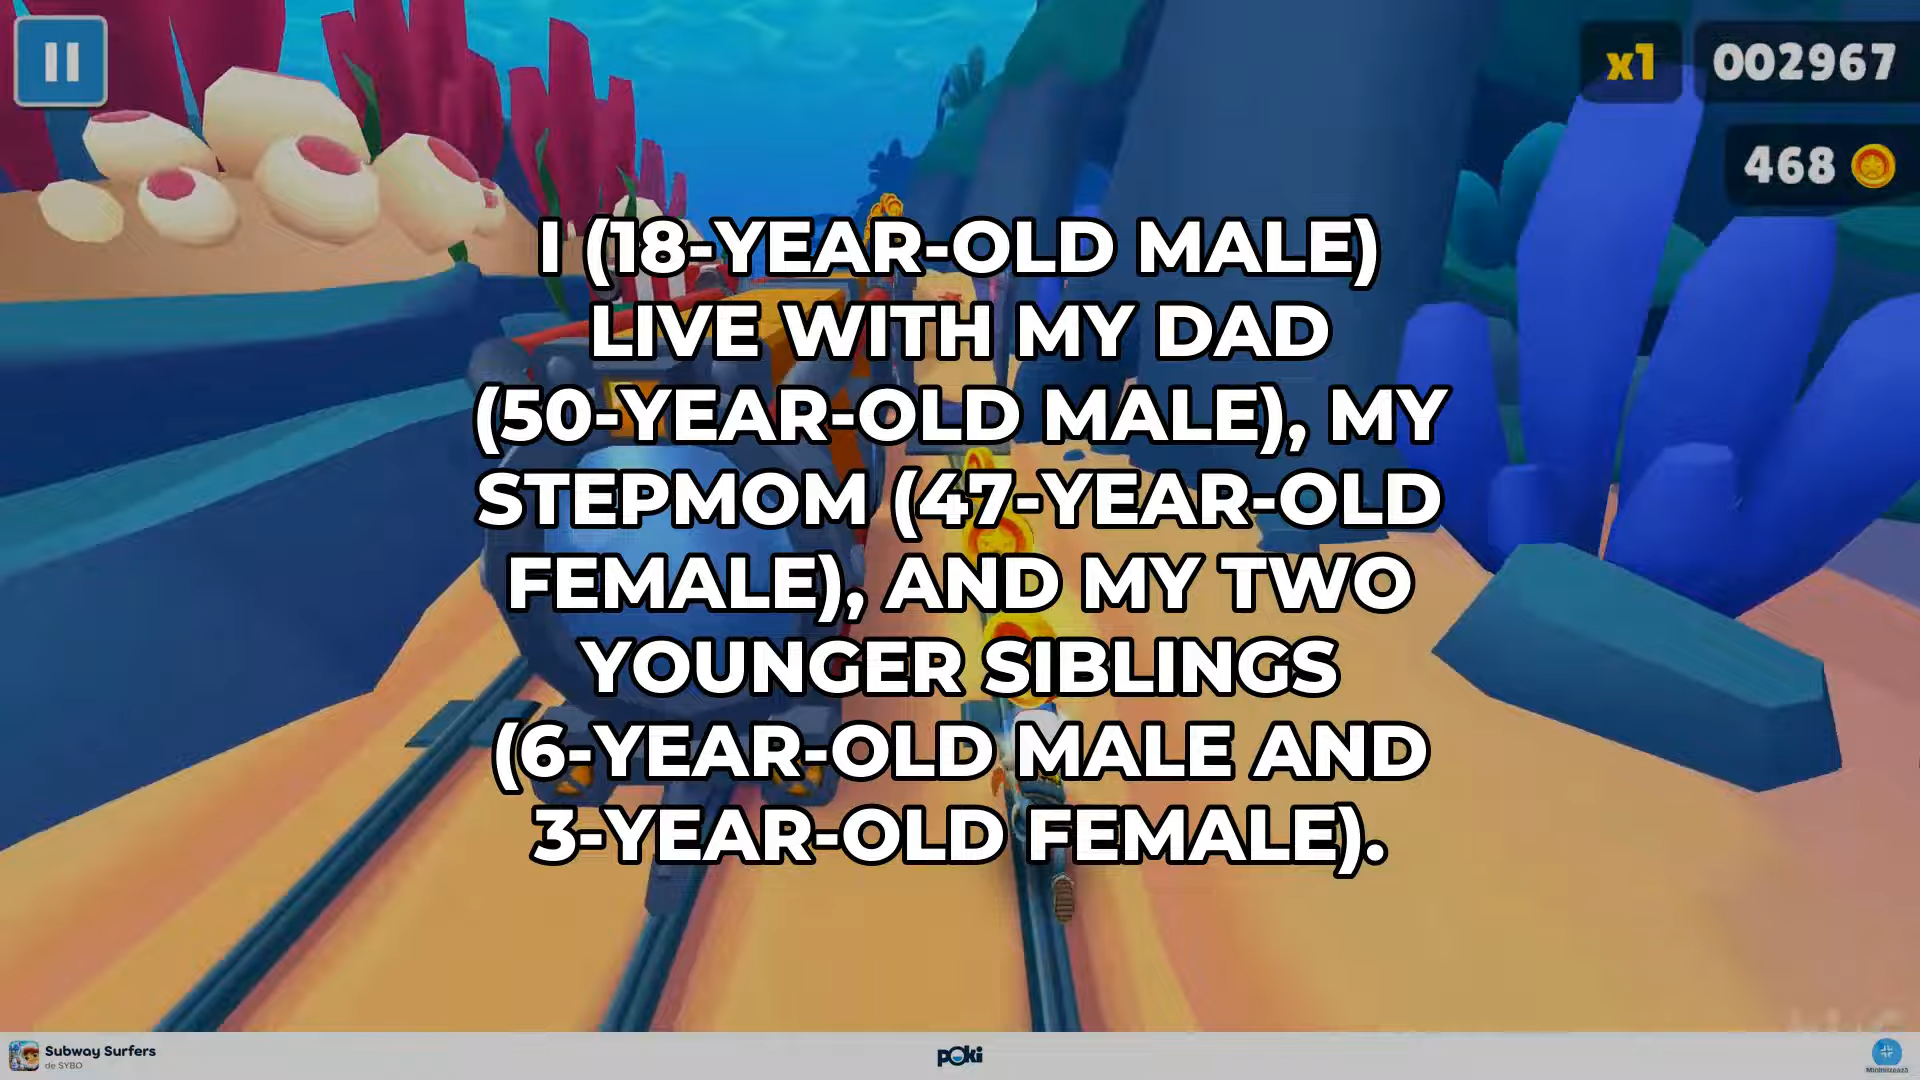 x1
002967
468
I (18-YEAR-OLD MALE)
LIVE WITH MY DAD
(50-YEAR-OLD MALE), MY
STEPMOM (47-YEAR-OLD
FEMALE), AND MY TWO
YOUNGER SIBLINGS
(6-YEAR-OLD MALE AND
3-YEAR-OLD FEMALE).
Subway Surfers
de SYBO
poki
Minimizează